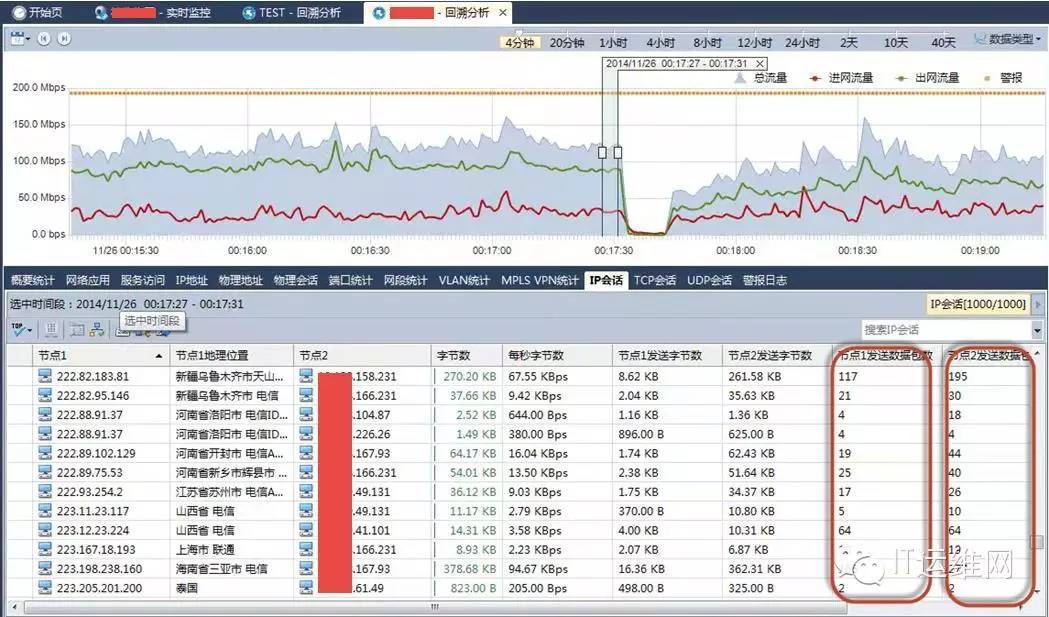 开始页 - 实时监控 TEST - 回溯分析 - 回溯分析 ×
4分钟 20分钟 1小时 4小时 8小时 12小时 24小时 2天 10天 40天 数据类型
2014/11/26 00:17:27 - 00:17:31 ×
总流量 进网流量 出网流量 警报
200.0 Mbps
150.0 Mbps
100.0 Mbps
50.0 Mbps
0.0 bps
11/26 00:15:30 00:16:00 00:16:30 00:17:00 00:17:30 00:18:00 00:18:30 00:19:00
概要统计 网络应用 服务访问 IP地址 物理地址 物理会话 端口统计 网段统计 VLAN统计 MPLS VPN统计 IP会话 TCP会话 UDP会话 警报日志
选中时间段：2014/11/26 00:17:27 - 00:17:31 IP会话[1000/1000]
选中时间段
TOP 搜索IP会话
节点1 节点1地理位置 节点2 字节数 每秒字节数 节点1发送字节数 节点2发送字节数 节点1发送数据包数 节点2发送数据包
222.82.183.81 新疆乌鲁木齐市天山... .158.231 270.20 KB 67.55 KBps 8.62 KB 261.58 KB 117 195
222.82.95.146 新疆乌鲁木齐市 电信 .166.231 37.66 KB 9.42 KBps 2.04 KB 35.63 KB 21 30
222.88.91.37 河南省洛阳市 电信ID... .104.87 2.52 KB 644.00 Bps 1.16 KB 1.36 KB 4 18
222.88.91.37 河南省洛阳市 电信ID... .226.26 1.49 KB 380.00 Bps 896.00 B 625.00 B 4 4
222.89.102.129 河南省开封市 电信A... .167.93 64.17 KB 16.04 KBps 1.74 KB 62.43 KB 19 44
222.89.75.53 河南省新乡市辉县市 ... .166.231 54.01 KB 13.50 KBps 2.38 KB 51.64 KB 25 40
222.93.254.2 江苏省苏州市 电信A... .49.131 36.12 KB 9.03 KBps 1.75 KB 34.37 KB 17 26
223.11.23.117 山西省 电信 .49.131 11.17 KB 2.79 KBps 370.00 B 10.80 KB 5 10
223.12.23.224 山西省 电信 .41.101 14.31 KB 3.58 KBps 4.00 KB 10.31 KB 64 64
223.167.18.193 上海市 联通 .166.231 8.93 KB 2.23 KBps 2.07 KB 6.87 KB 19
223.198.238.160 海南省三亚市 电信 .167.93 378.68 KB 94.67 KBps 16.36 KB 362.31 KB
223.205.201.200 泰国 .61.49 823.00 B 205.00 Bps 498.00 B 325.00 B 2 2
IT运维网